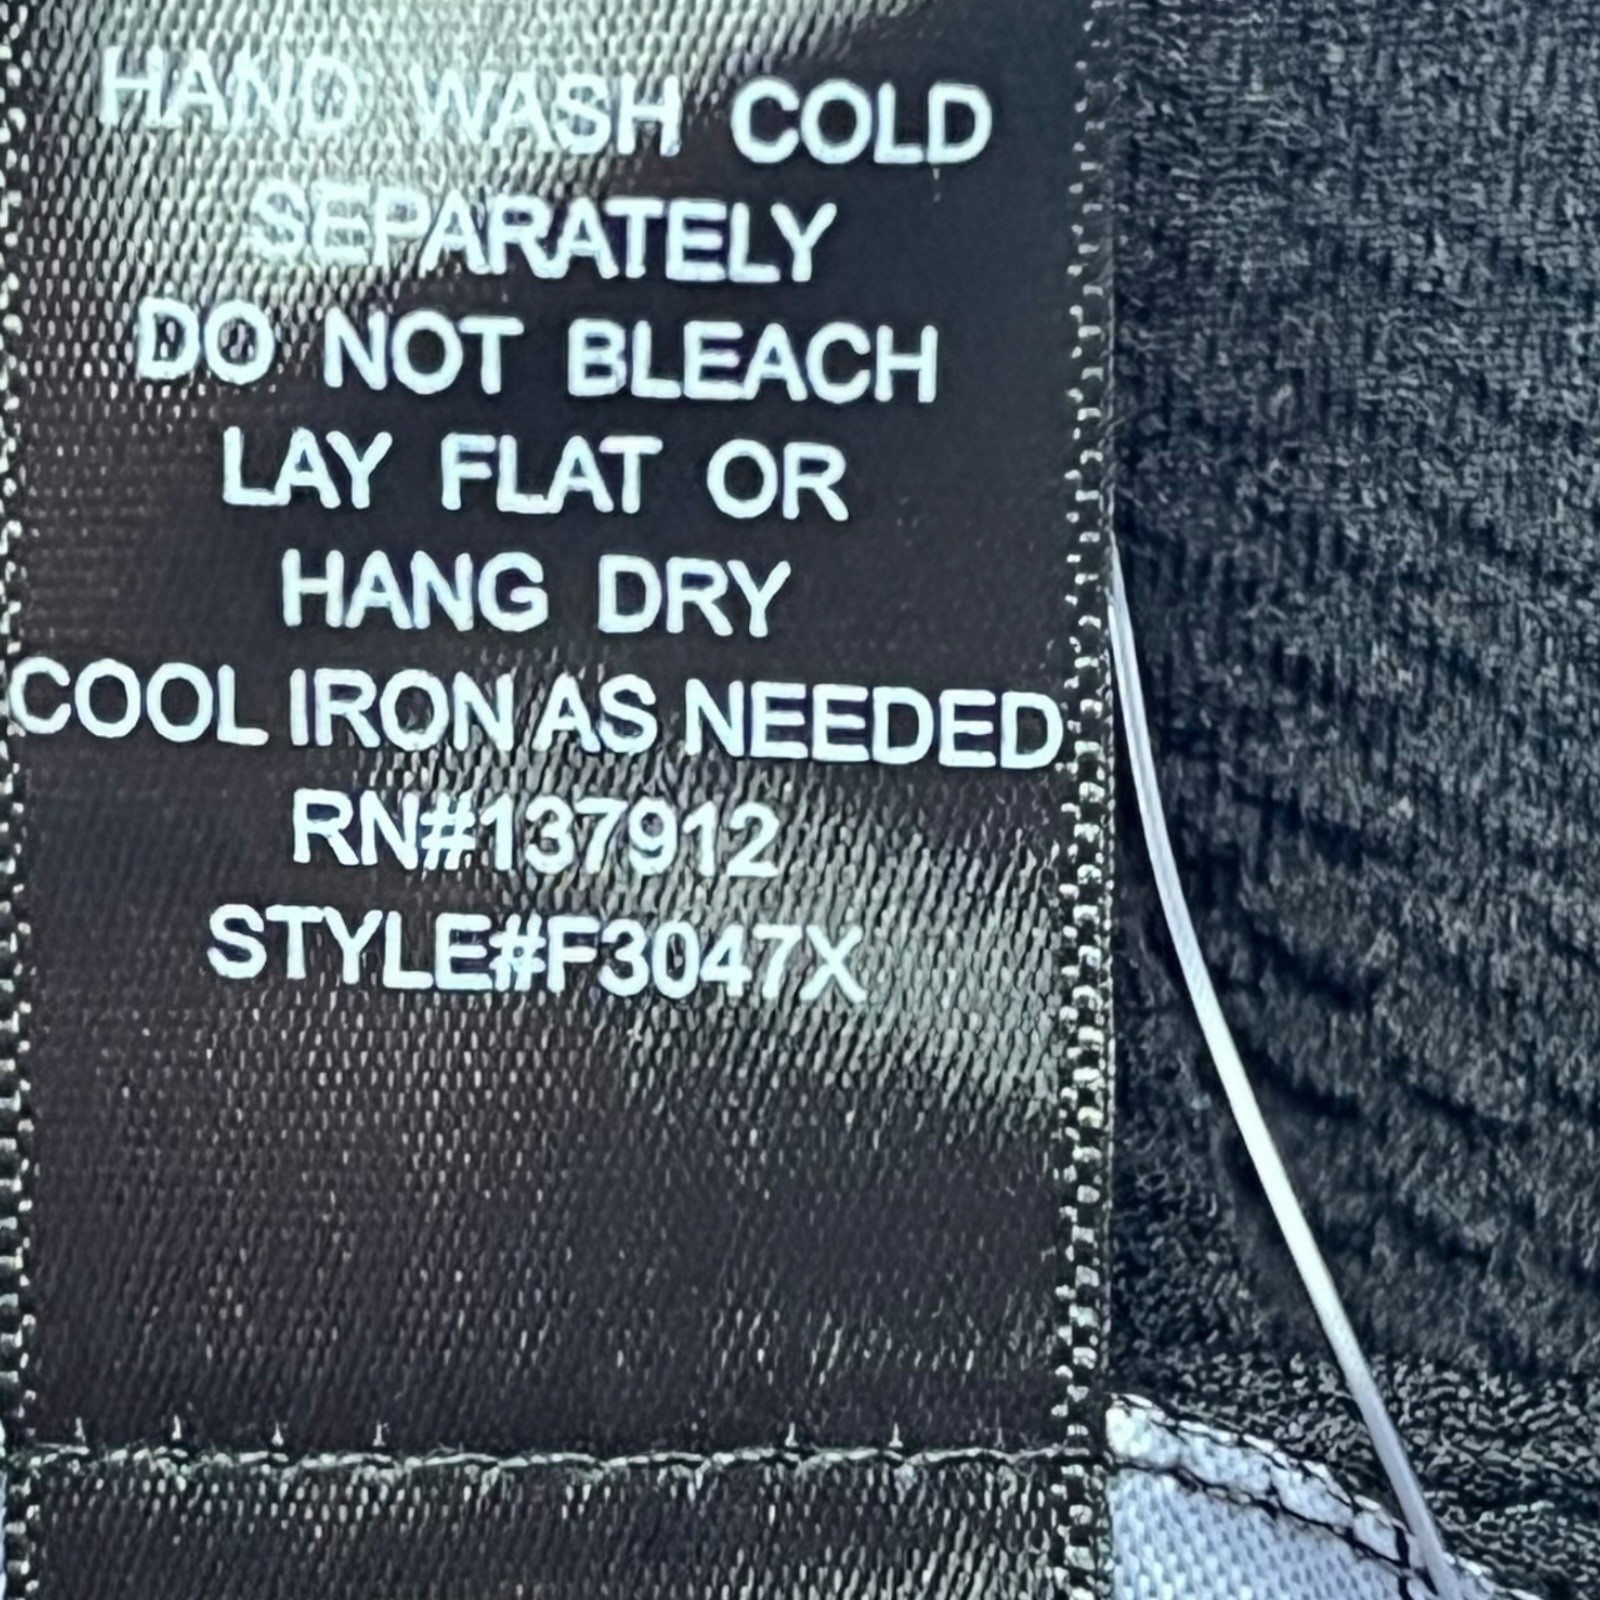 HAND WASH COLD
SEPARATELY
DO NOT BLEACH
LAY FLAT OR
HANG DRY
COOL IRON AS NEEDED
RN#137912
STYLE#F3047X